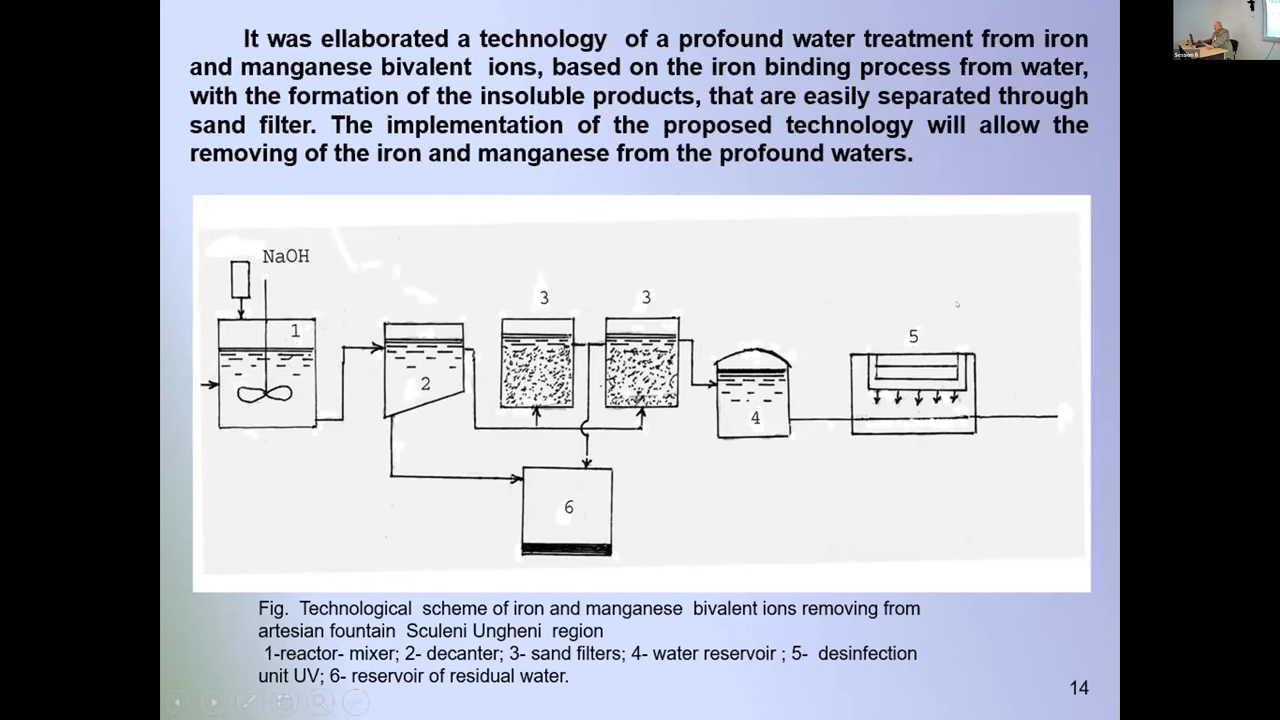 It was ellaborated a technology of a profound water treatment from iron
and manganese bivalent ions, based on the iron binding process from water,
with the formation of the insoluble products, that are easily separated through
sand filter. The implementation of the proposed technology will allow the
removing of the iron and manganese from the profound waters.
NaOH
1
2
3
3
4
5
6
Fig. Technological scheme of iron and manganese bivalent ions removing from
artesian fountain Sculeni Ungheni region
1-reactor- mixer; 2- decanter; 3- sand filters; 4- water reservoir ; 5- desinfection
unit UV; 6- reservoir of residual water.
14
Session B